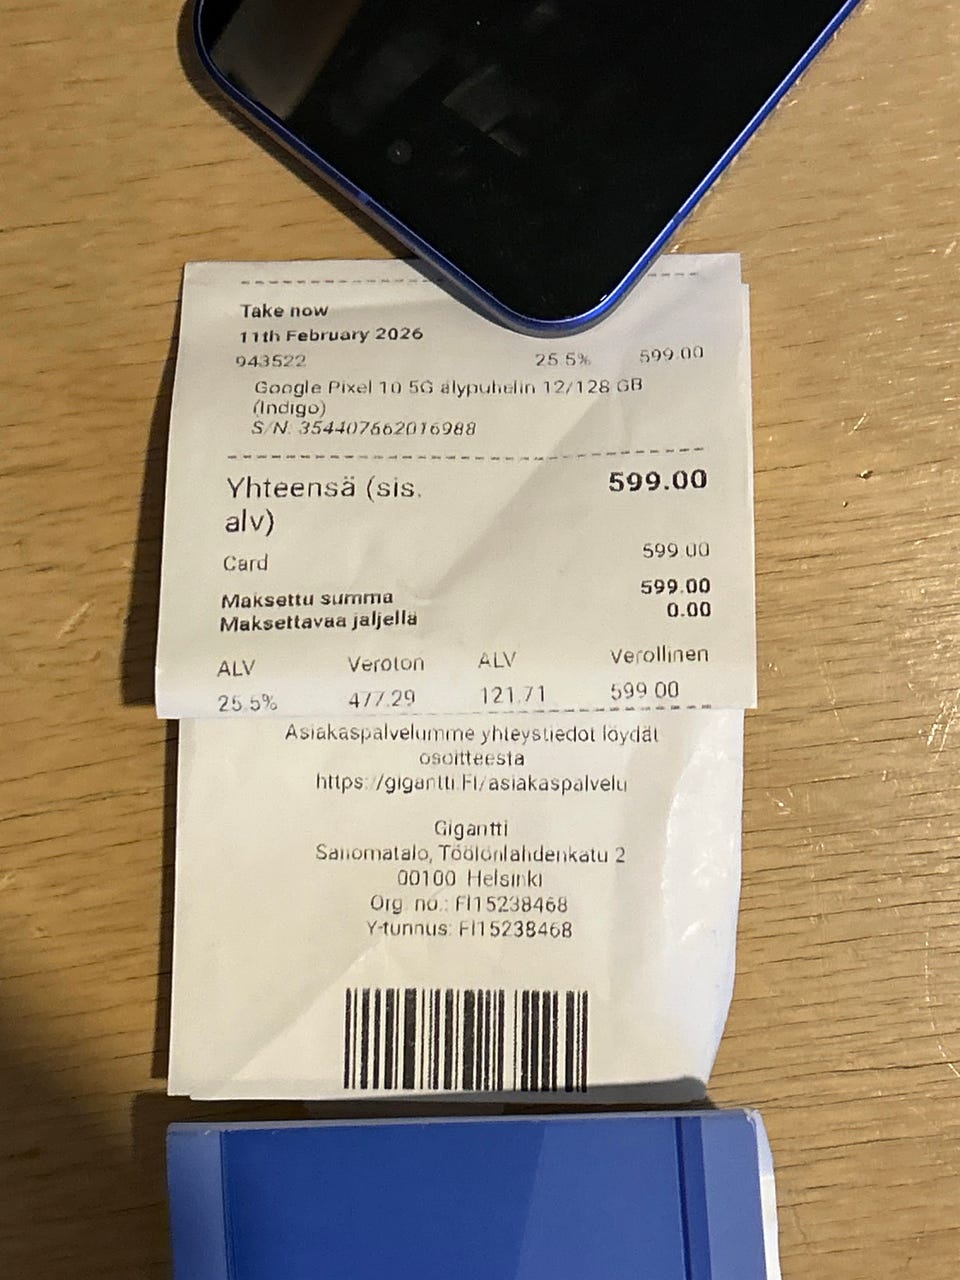 Take now
11th February 2026
943522 25.5% 599.00
Google Pixel 10 5G älypuhelin 12/128 GB
(Indigo)
S/N: 354407662016988
Yhteensä (sis. 599.00
alv)
Card 599.00
Maksettu summa 599.00
Maksettavaa jäljellä 0.00
ALV Veroton ALV Verollinen
25.5% 477.29 121.71 599.00
Asiakaspalvelumme yhteystiedot löydät
osoitteesta
https://gigantti.fi/asiakaspalvelu
Gigantti
Sanomatalo, Töölönlahdenkatu 2
00100 Helsinki
Org. no.: FI15238468
Y-tunnus: FI15238468